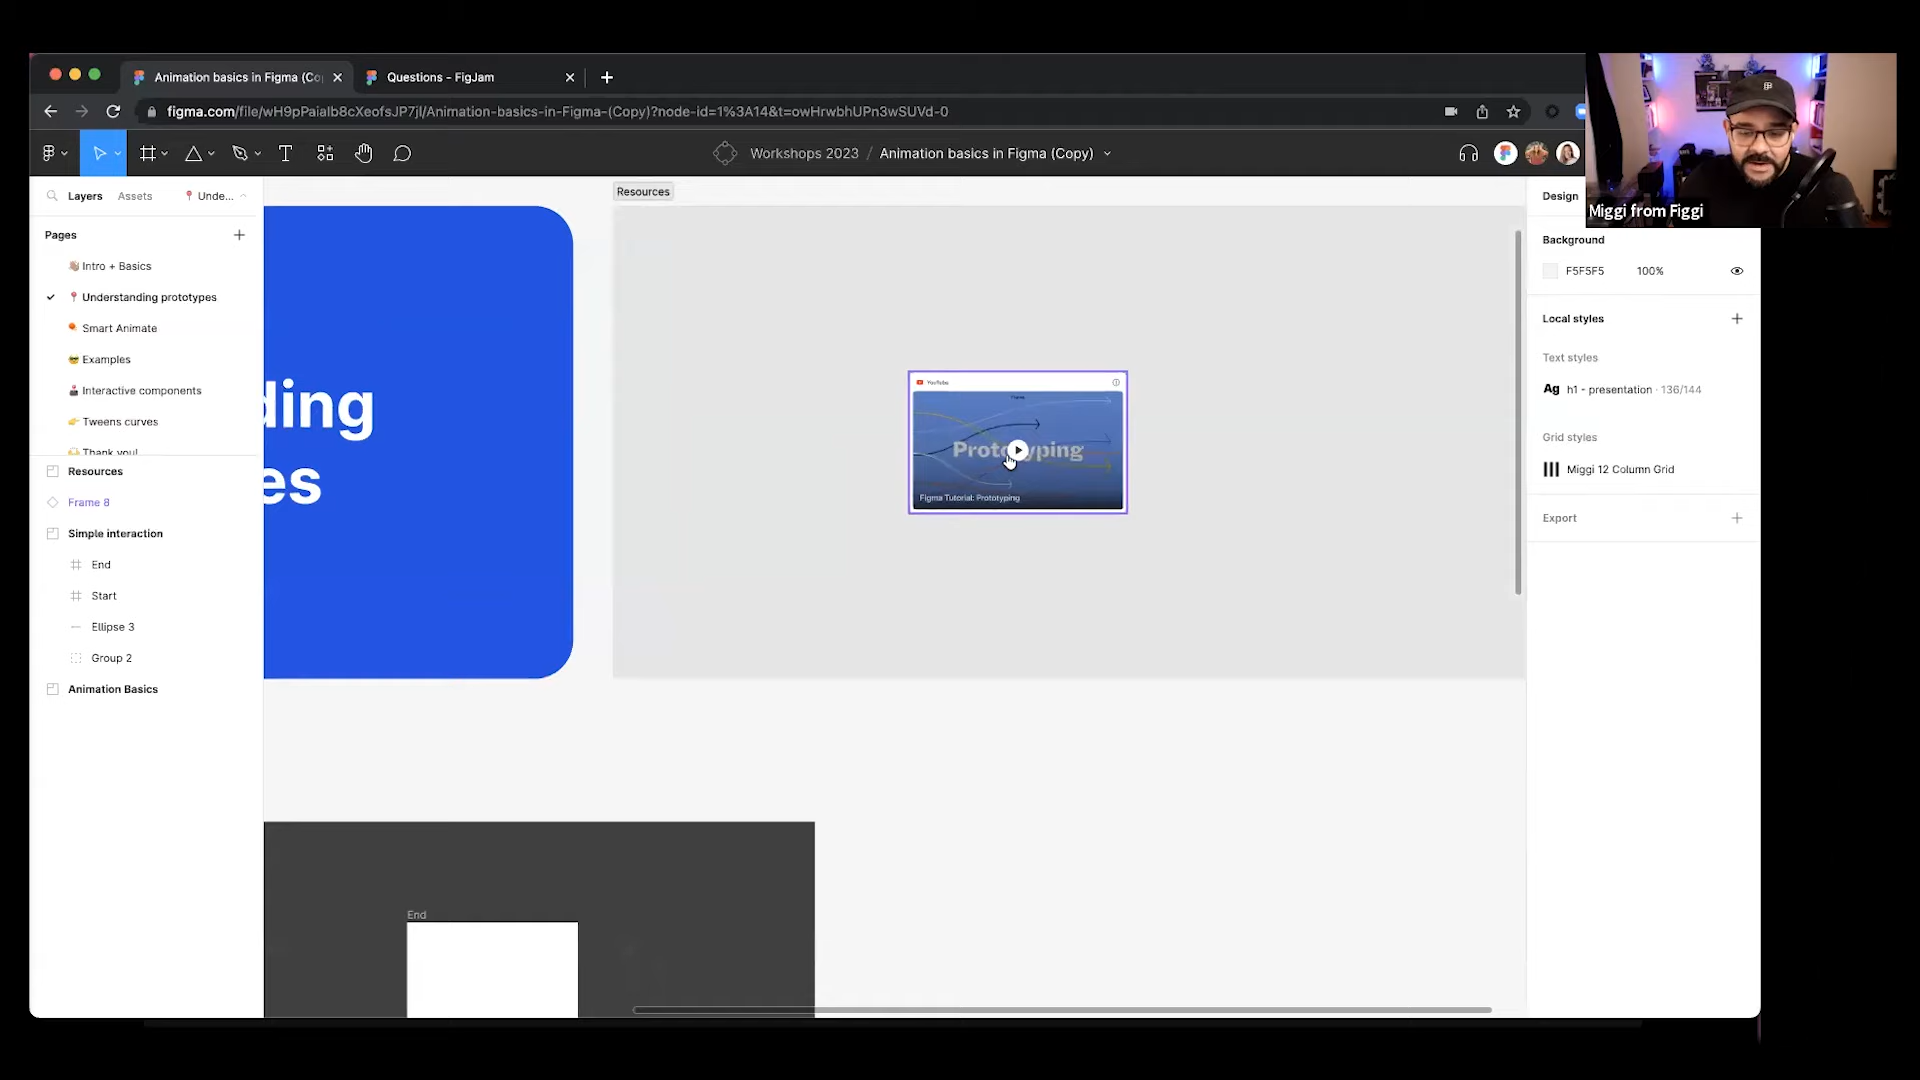 Animation basics in Figma (Co
Questions - FigJam
figma.com/file/wH9pPaialb8cXeofsJP7jl/Animation-basics-in-Figma-(Copy)?node-id=1%3A14&t=owHrwbhUPn3wSUVd-0
Workshops 2023 / Animation basics in Figma (Copy)
Miggi from Figgi
Layers
Assets
Unde...
Pages
Intro + Basics
Understanding prototypes
Smart Animate
Examples
Interactive components
Tweens curves
Thank you!
Resources
Frame 8
Simple interaction
End
Start
Ellipse 3
Group 2
Animation Basics
ding
es
Resources
YouTube
Frame
Prototyping
Figma Tutorial: Prototyping
End
Design
Background
F5F5F5 100%
Local styles
Text styles
Ag h1 - presentation · 136/144
Grid styles
Miggi 12 Column Grid
Export